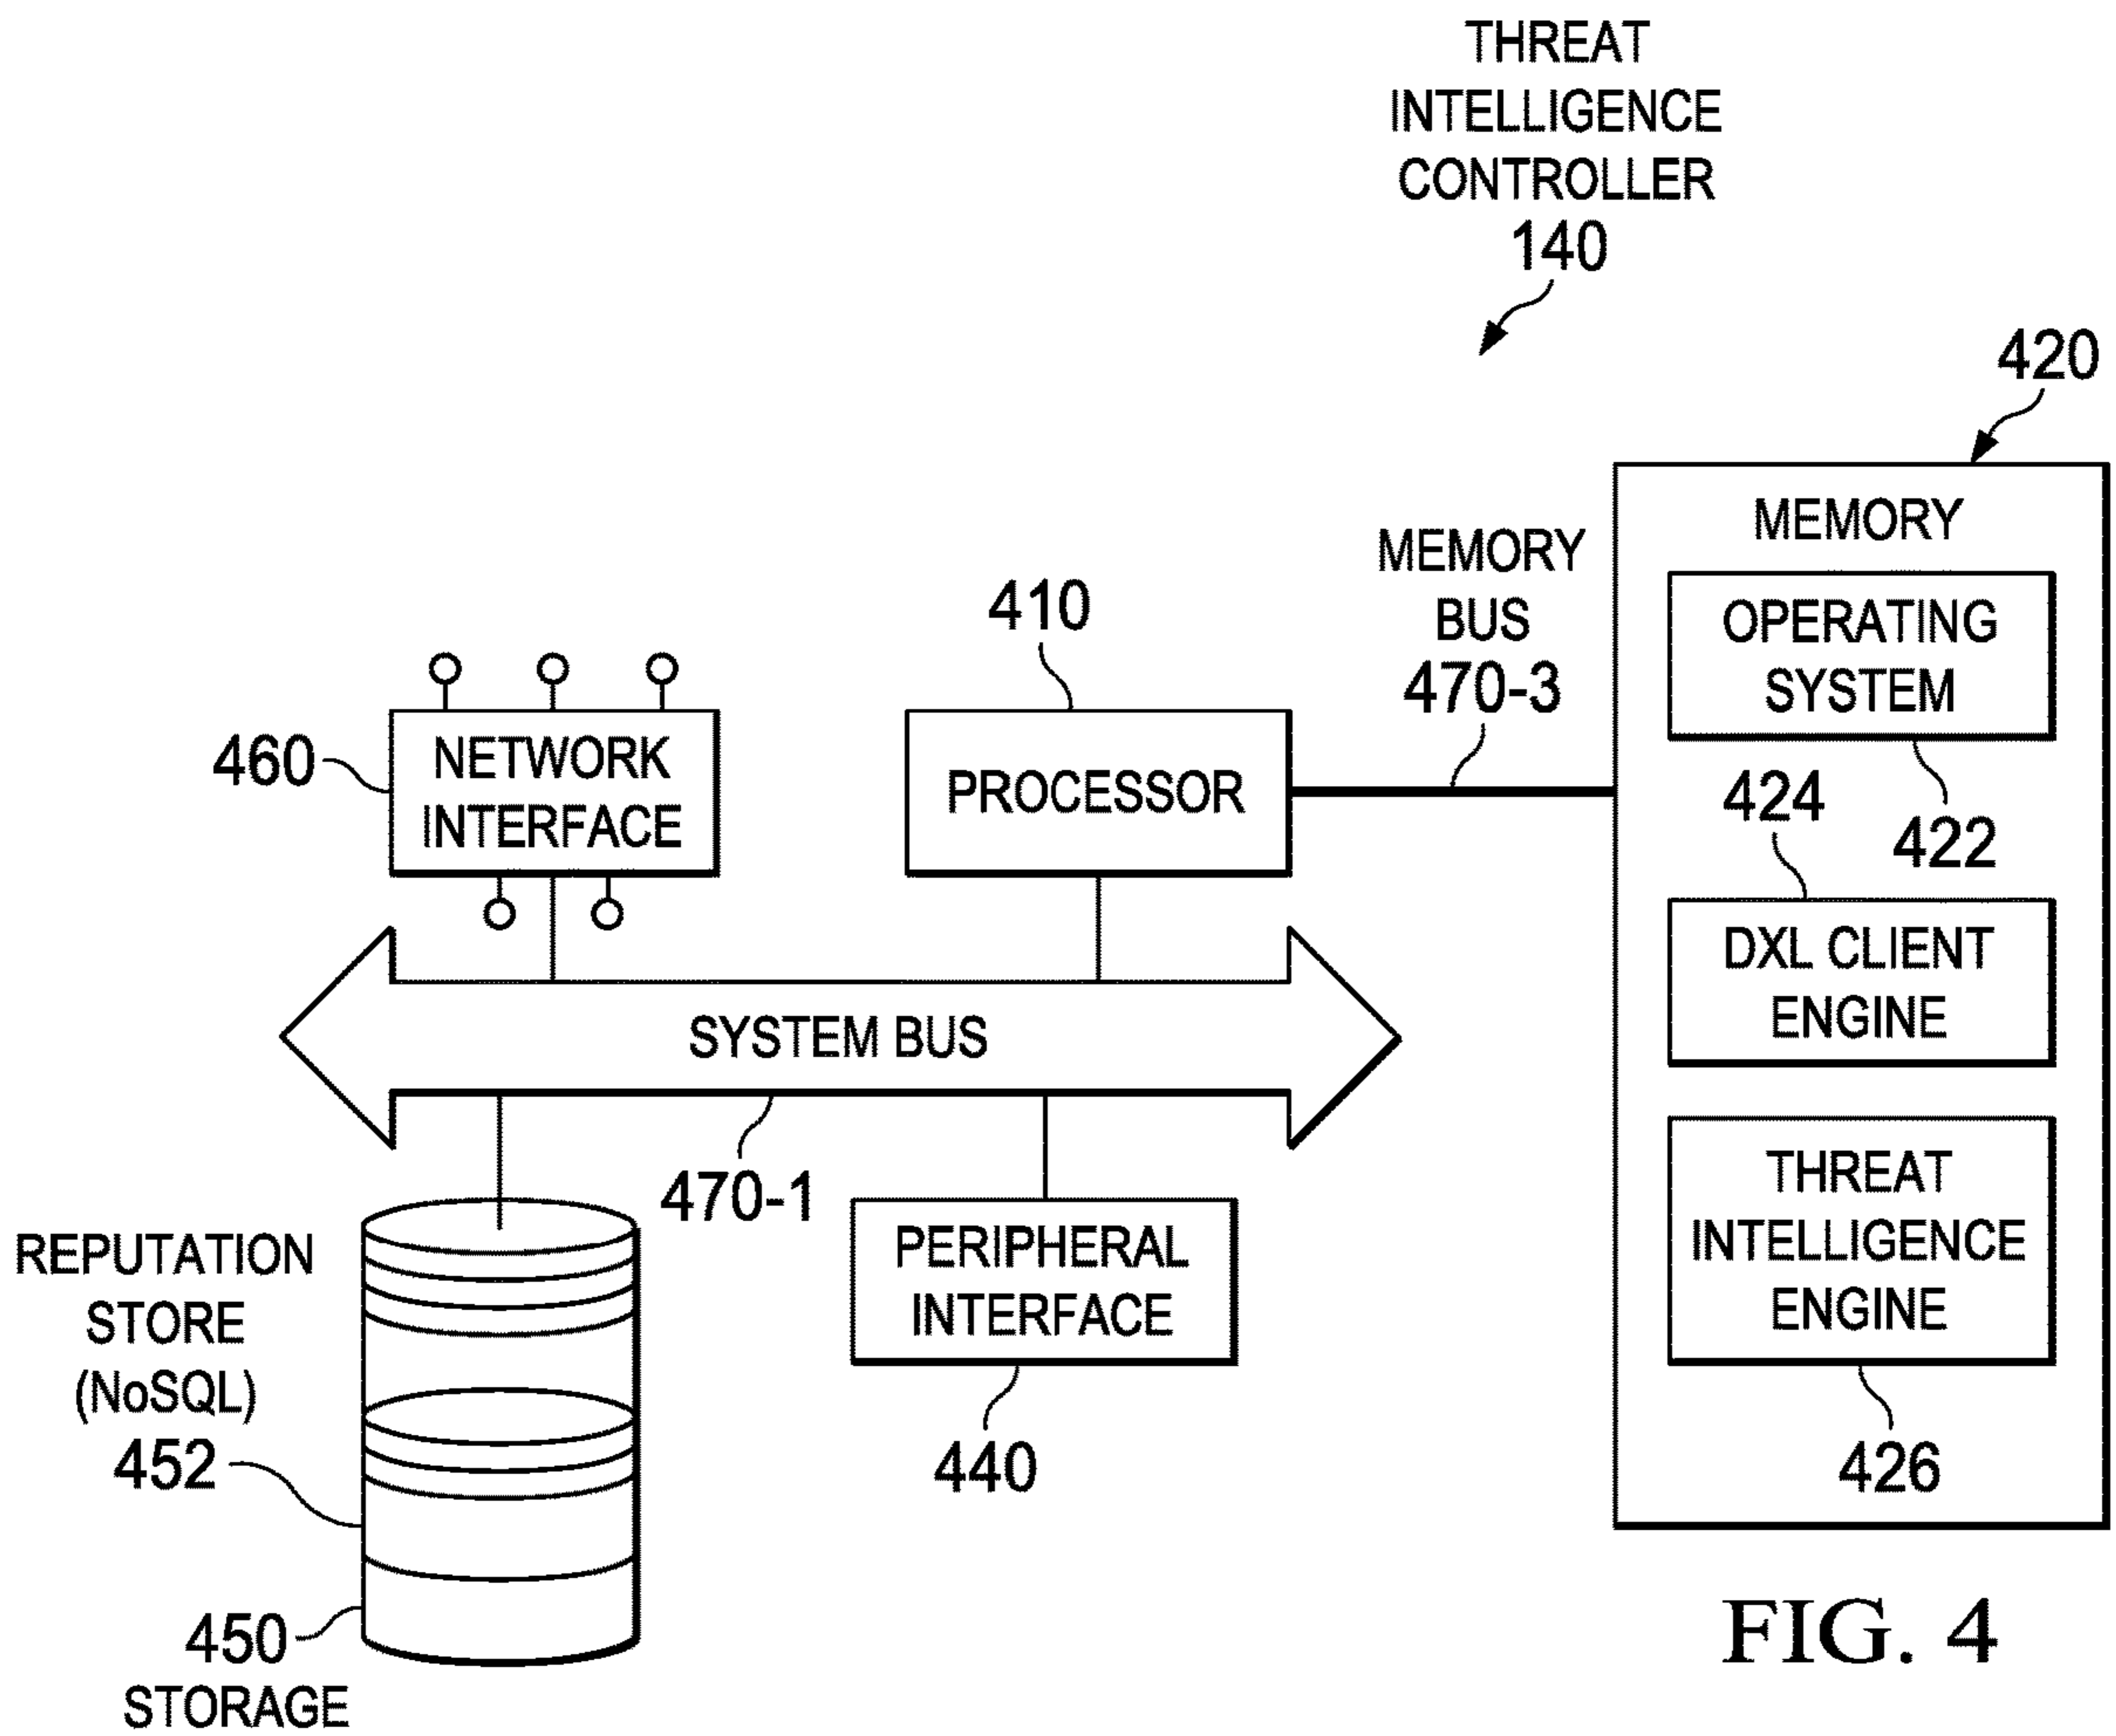 THREAT
INTELLIGENCE
CONTROLLER
140
420
MEMORY
OPERATING
SYSTEM
422
424
DXL CLIENT
ENGINE
THREAT
INTELLIGENCE
ENGINE
426
MEMORY
BUS
470-3
410
PROCESSOR
460
NETWORK
INTERFACE
SYSTEM BUS
470-1
PERIPHERAL
INTERFACE
440
REPUTATION
STORE
(NoSQL)
452
450
STORAGE
FIG. 4